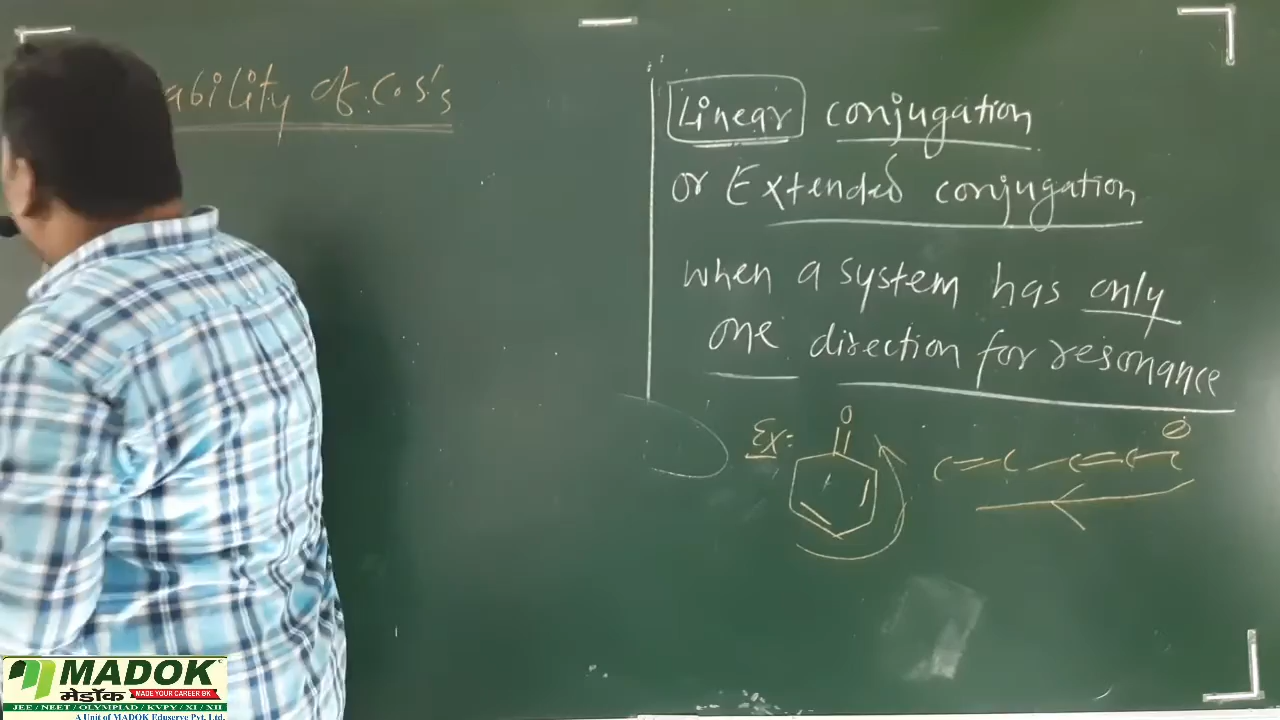 ability of C.S's
Linear conjugation
or Extended conjugation
when a system has only
one direction for resonance
Ex:
O
C=C-C=C-C
⊖
MADOK
मेडॉक MADE YOUR CAREER BK
JEE / NEET / OLYMPIAD / KVPY / XI / XII
A Unit of MADOK Eduserve Pvt. Ltd.